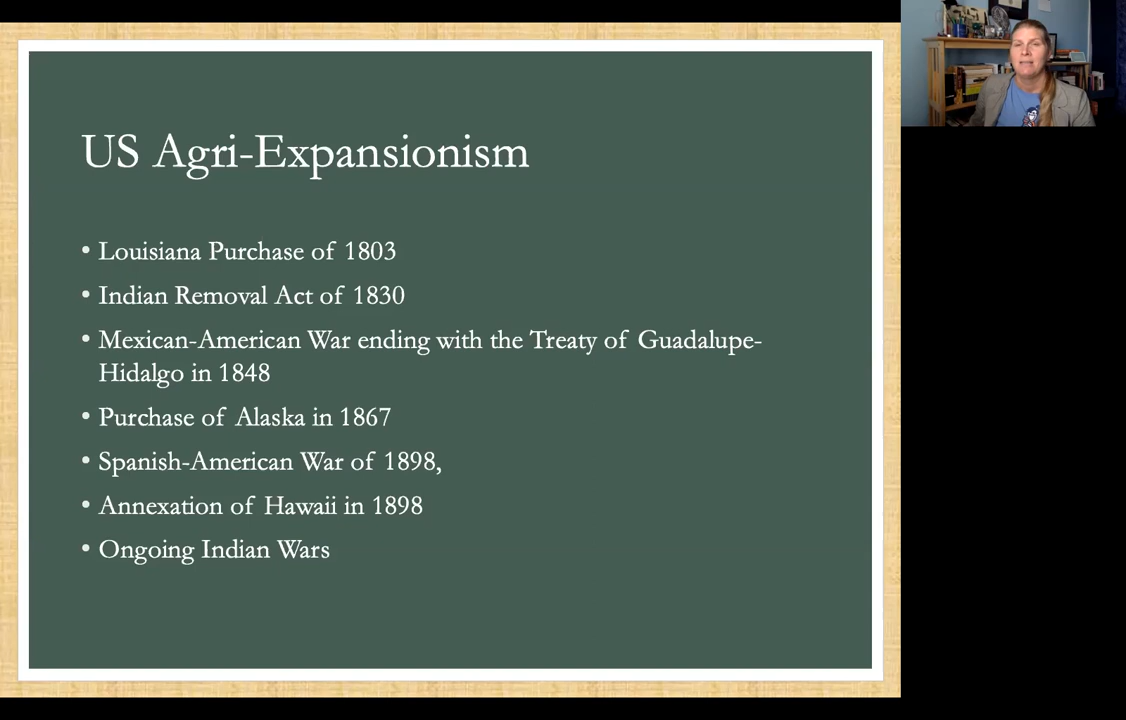 US Agri-Expansionism
• Louisiana Purchase of 1803
• Indian Removal Act of 1830
• Mexican-American War ending with the Treaty of Guadalupe-
Hidalgo in 1848
• Purchase of Alaska in 1867
• Spanish-American War of 1898,
• Annexation of Hawaii in 1898
• Ongoing Indian Wars